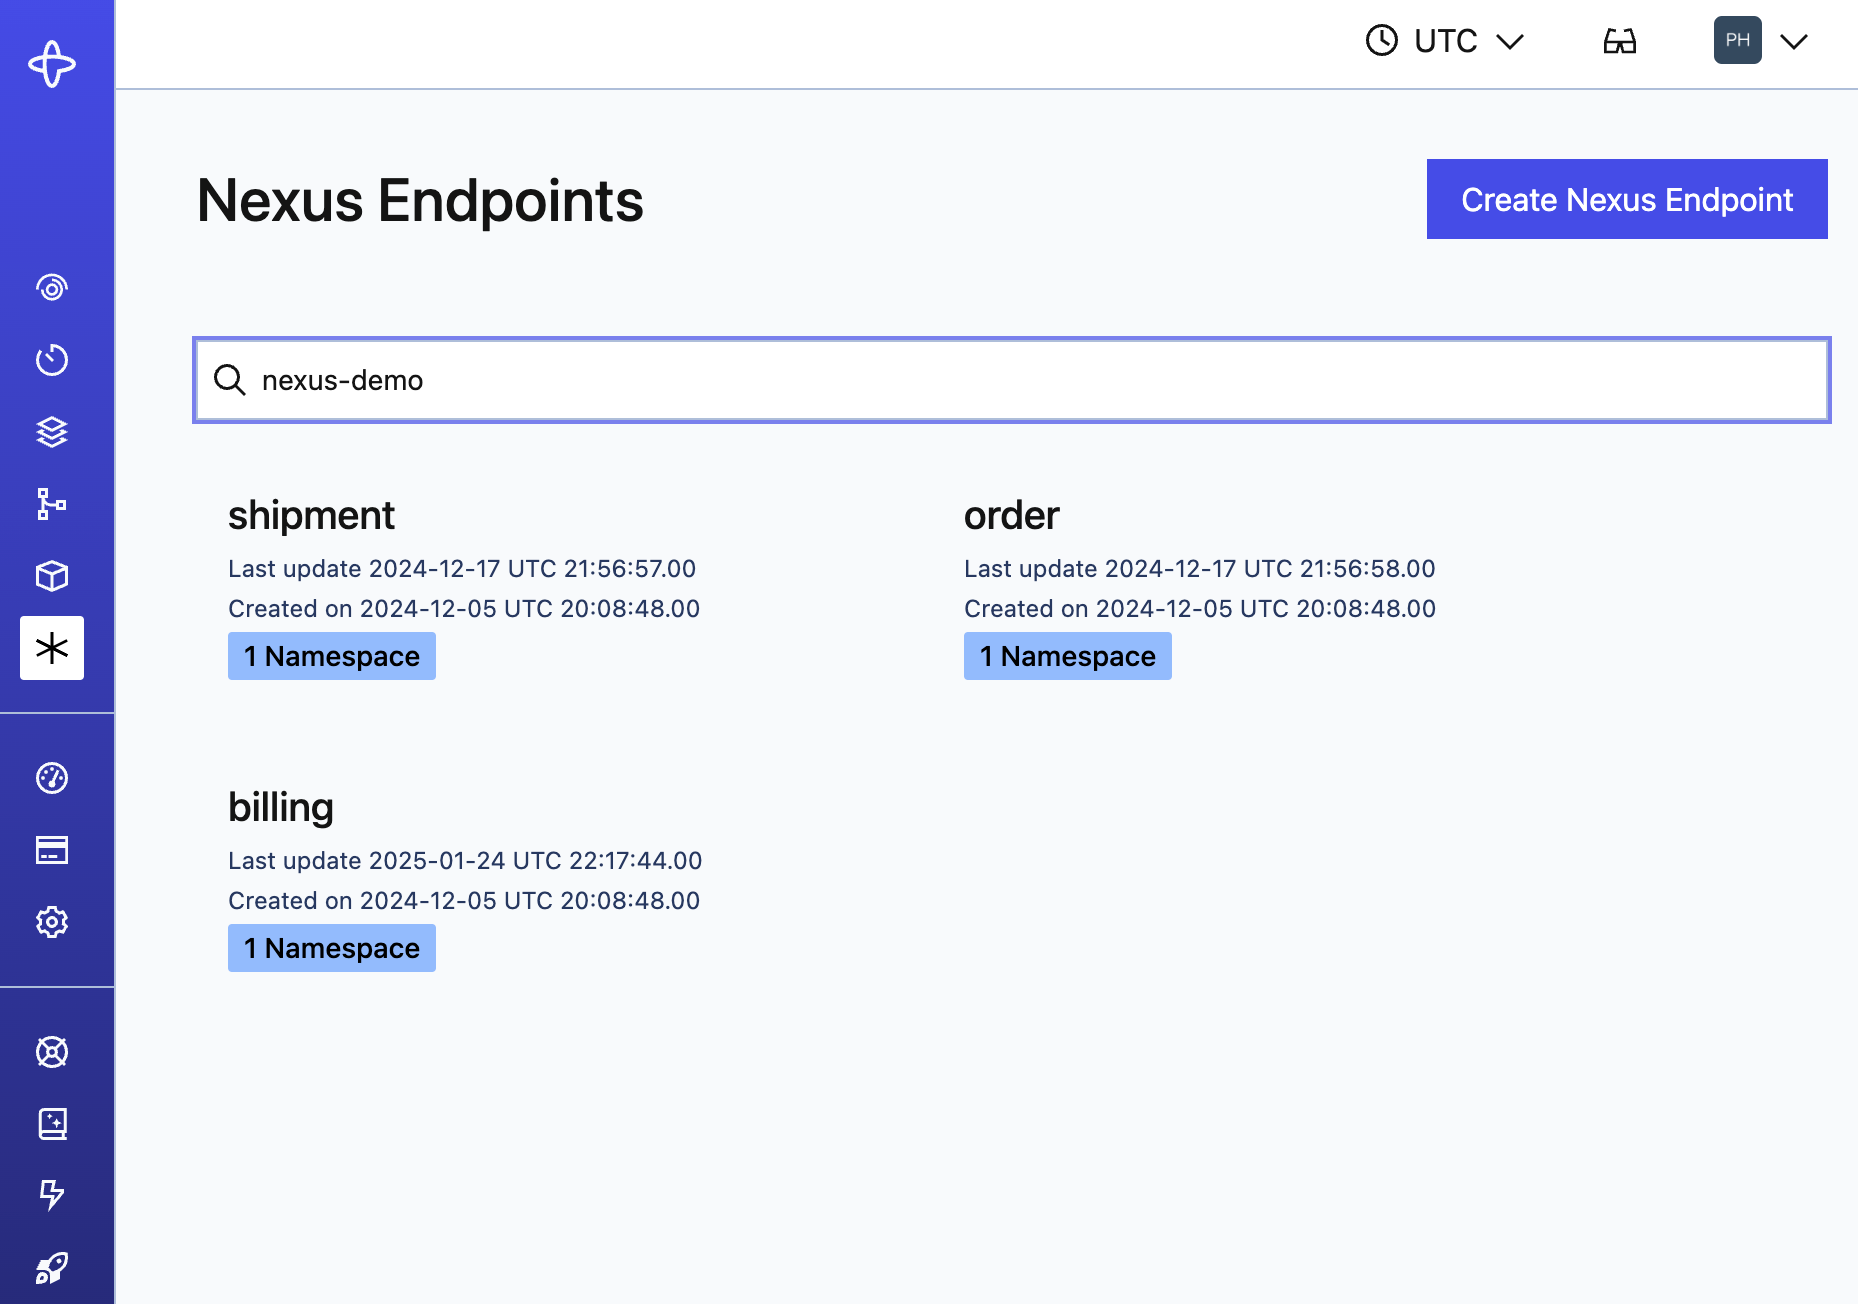 UTC
PH
Nexus Endpoints
Create Nexus Endpoint
nexus-demo
shipment
Last update 2024-12-17 UTC 21:56:57.00
Created on 2024-12-05 UTC 20:08:48.00
1 Namespace
order
Last update 2024-12-17 UTC 21:56:58.00
Created on 2024-12-05 UTC 20:08:48.00
1 Namespace
billing
Last update 2025-01-24 UTC 22:17:44.00
Created on 2024-12-05 UTC 20:08:48.00
1 Namespace